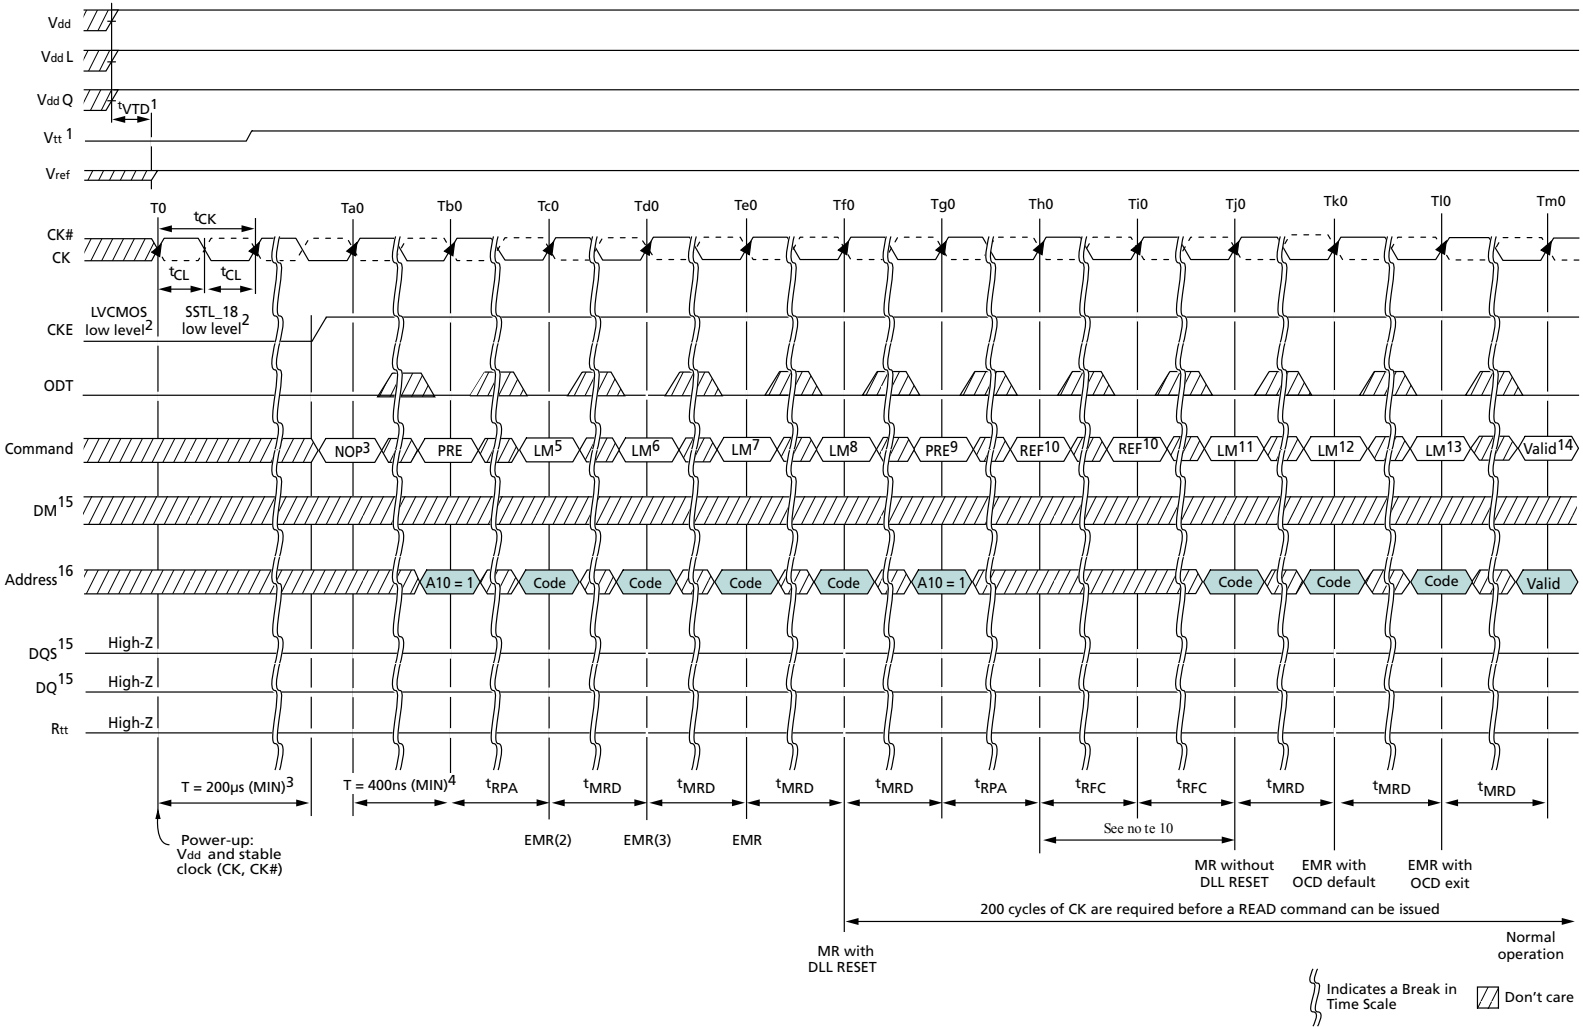 Vdd
Vdd L
Vdd Q
tVTD1
Vtt 1
Vref
T0 Ta0 Tb0 Tc0 Td0 Te0 Tf0 Tg0 Th0 Ti0 Tj0 Tk0 Tl0 Tm0
tCK
CK#
CK
tCL tCL
LVCMOS
low level2
SSTL_18
low level2
CKE
ODT
Command NOP3 PRE LM5 LM6 LM7 LM8 PRE9 REF10 REF10 LM11 LM12 LM13 Valid14
DM15
Address16 A10 = 1 Code Code Code Code A10 = 1 Code Code Code Valid
DQS15 High-Z
DQ15 High-Z
Rtt High-Z
T = 200µs (MIN)3 T = 400ns (MIN)4 tRPA tMRD tMRD tMRD tMRD tRPA tRFC tRFC tMRD tMRD tMRD
Power-up:
Vdd and stable
clock (CK, CK#)
EMR(2) EMR(3) EMR
See no te 10
MR without
DLL RESET
EMR with
OCD default
EMR with
OCD exit
200 cycles of CK are required before a READ command can be issued
MR with
DLL RESET
Normal
operation
Indicates a Break in
Time Scale
Don't care